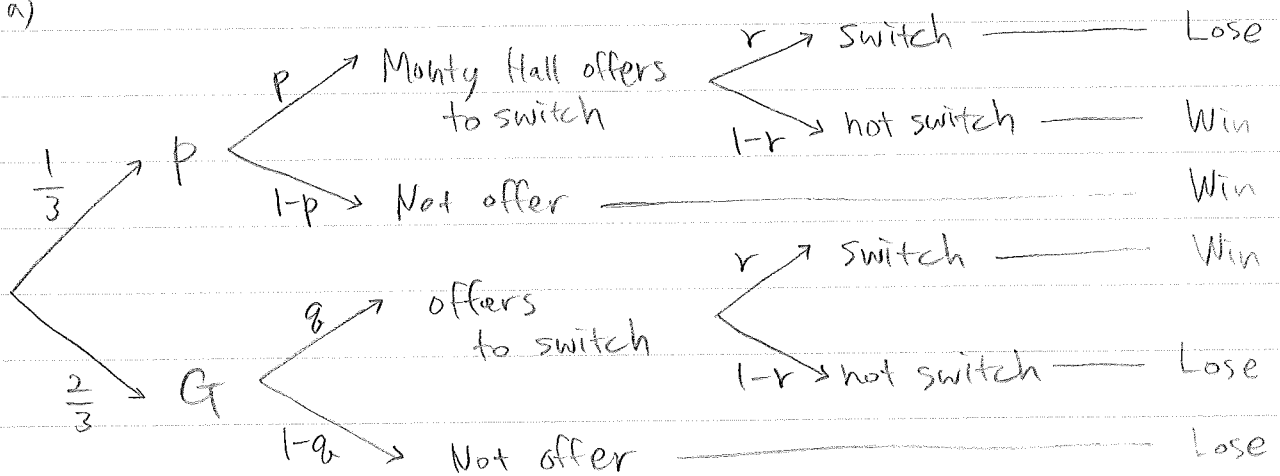 a)
r switch Lose
p Monty Hall offers
to switch
1-r not switch Win
1/3 P
1-p Not offer Win
r switch Win
q offers
to switch
1-r not switch Lose
2/3 G
1-q Not offer Lose